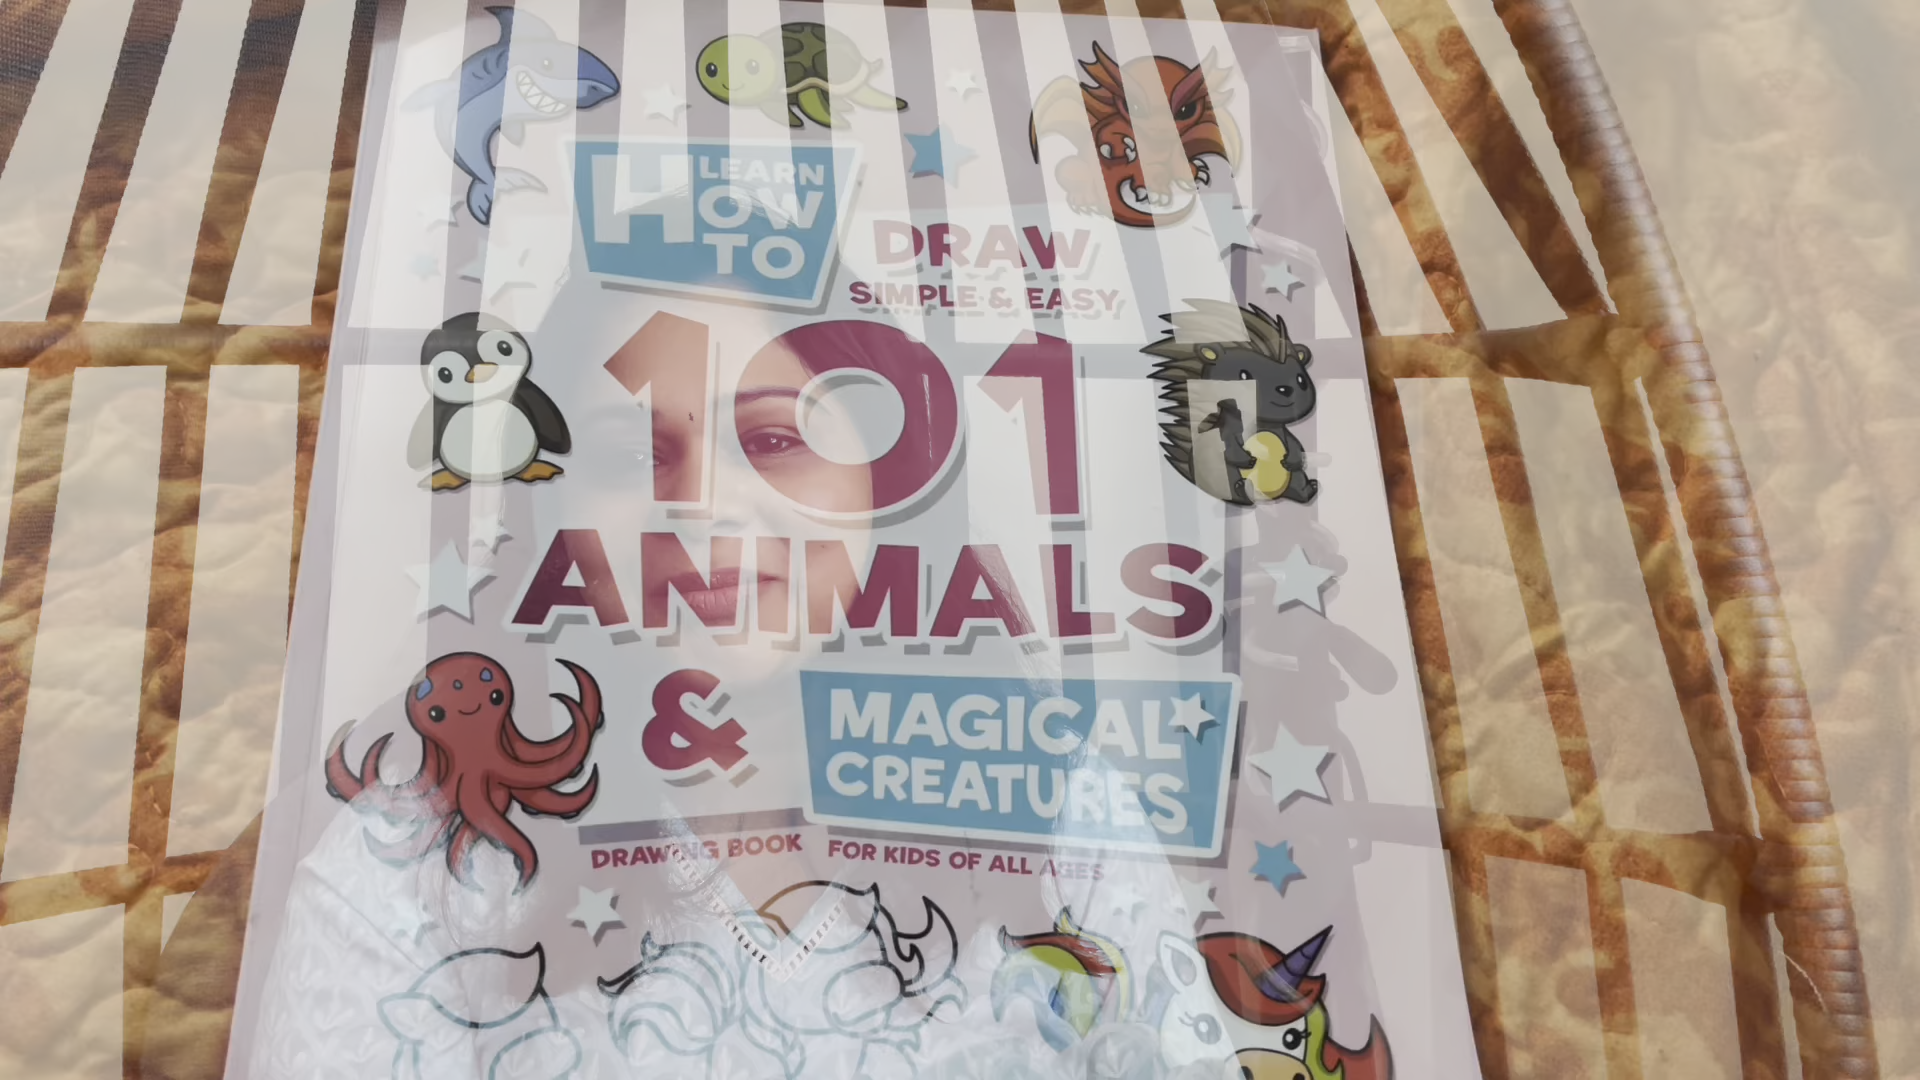 LEARN
HOW
TO
DRAW
SIMPLE & EASY
101
ANIMALS
&
MAGICAL
CREATURES
DRAWING BOOK FOR KIDS OF ALL AGES